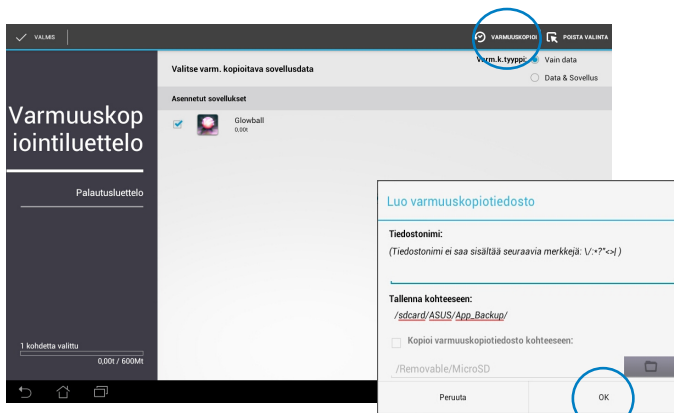 VALMIS
VARMUUSKOPIOI
POISTA VALINTA
Valitse varm. kopioitava sovellusdata
Varm.k.tyyppi:
Vain data
Data & Sovellus
Varmuuskop
iointiluettelo
Palautusluettelo
Asennetut sovellukset
Glowball
0.00t
1 kohdetta valittu
0,00t / 600Mt
Luo varmuuskopiotiedosto
Tiedostonimi:
(Tiedostonimi ei saa sisältää seuraavia merkkejä: \/:*?"<>| )
Tallenna kohteeseen:
/sdcard/ASUS/App_Backup/
Kopioi varmuuskopiotiedosto kohteeseen:
/Removable/MicroSD
Peruuta
OK